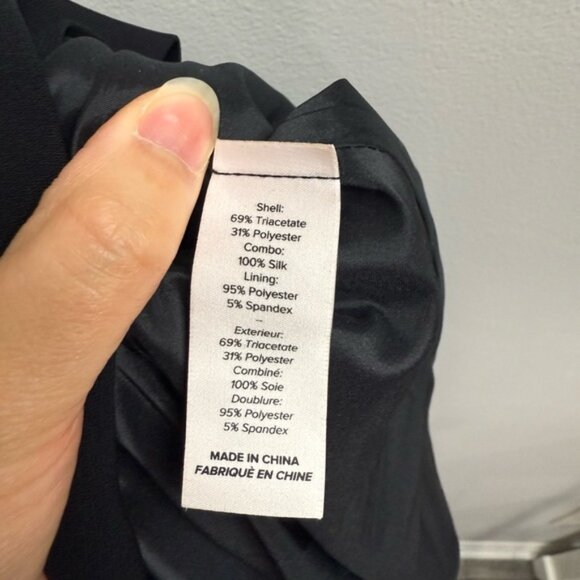 Shell:
69% Triacetate
31% Polyester
Combo:
100% Silk
Lining:
95% Polyester
5% Spandex
–
Exterieur:
69% Triacetate
31% Polyester
Combiné:
100% Soie
Doublure:
95% Polyester
5% Spandex
MADE IN CHINA
FABRIQUÈ EN CHINE